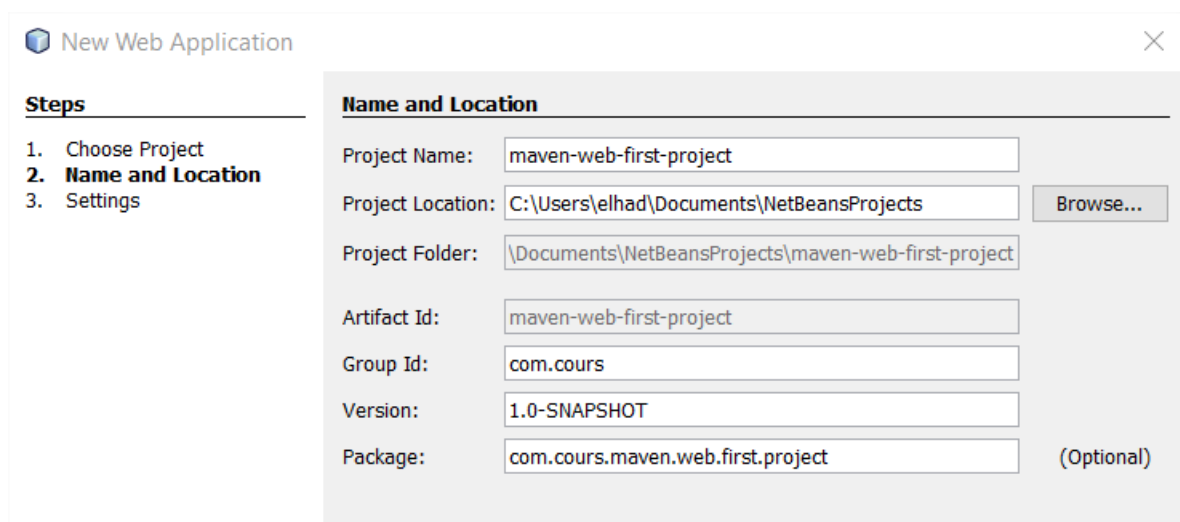 New Web Application
Steps
1. Choose Project
2. Name and Location
3. Settings
Name and Location
Project Name: maven-web-first-project
Project Location: C:\Users\elhad\Documents\NetBeansProjects Browse...
Project Folder: \Documents\NetBeansProjects\maven-web-first-project
Artifact Id: maven-web-first-project
Group Id: com.cours
Version: 1.0-SNAPSHOT
Package: com.cours.maven.web.first.project (Optional)